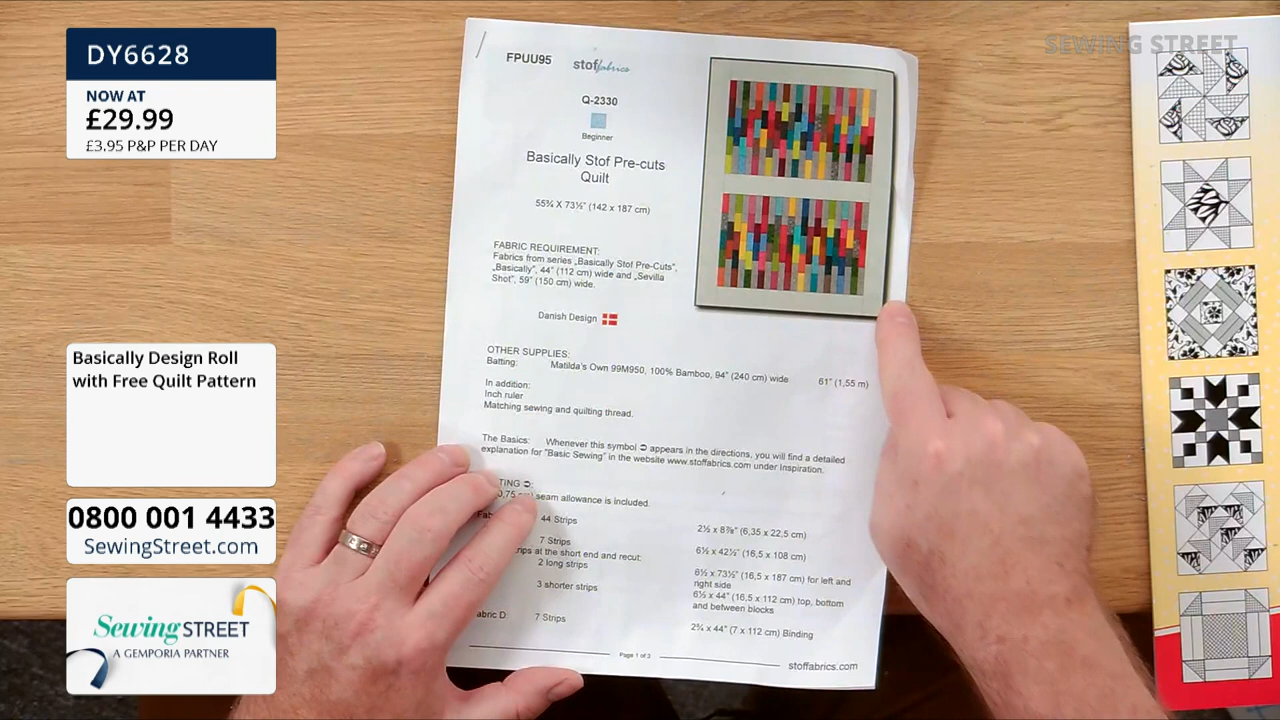 DY6628
NOW AT
£29.99
£3.95 P&P PER DAY
Basically Design Roll
with Free Quilt Pattern
0800 001 4433
SewingStreet.com
Sewing STREET
A GEMPORIA PARTNER
SEWING STREET
FPUU95
stoffabrics
Q-2330
Beginner
Basically Stof Pre-cuts
Quilt
55¾ X 73½" (142 x 187 cm)
FABRIC REQUIREMENT:
Fabrics from series „Basically Stof Pre-Cuts",
„Basically", 44" (112 cm) wide and „Sevilla
Shot", 59" (150 cm) wide.
Danish Design
OTHER SUPPLIES:
Batting: Matilda's Own 99M950, 100% Bamboo, 94" (240 cm) wide 61" (1,55 m)
In addition:
Inch ruler
Matching sewing and quilting thread.
The Basics: Whenever this symbol ➲ appears in the directions, you will find a detailed
explanation for "Basic Sewing" in the website www.stoffabrics.com under Inspiration.
TING ➲:
0,75 seam allowance is included.
44 Strips 2½ x 8⅞" (6,35 x 22,5 cm)
7 Strips 6½ x 42½" (16,5 x 108 cm)
rips at the short end and recut:
2 long strips 6½ x 73½" (16,5 x 187 cm) for left and
right side
3 shorter strips 6½ x 44" (16,5 x 112 cm) top, bottom
and between blocks
abric D: 7 Strips 2¾ x 44" (7 x 112 cm) Binding
Page 1 of 3
stoffabrics.com